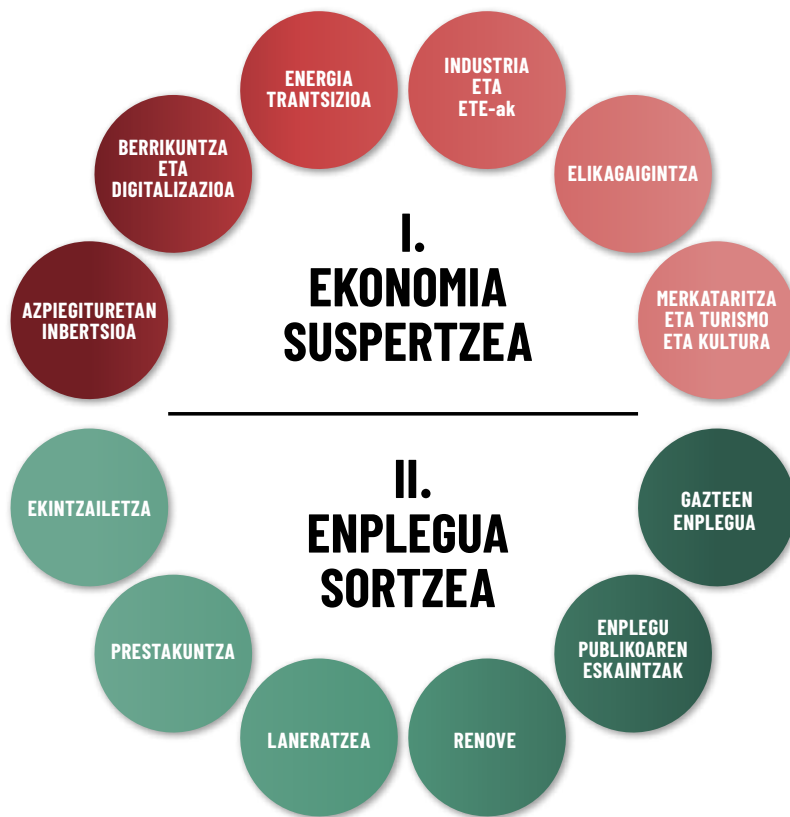 ENERGIA
TRANTSIZIOA
INDUSTRIA
ETA
ETE-ak
BERRIKUNTZA
ETA
DIGITALIZAZIOA
ELIKAGAIGINTZA
I.
EKONOMIA
SUSPERTZEA
AZPIEGITURETAN
INBERTSIOA
MERKATARITZA
ETA TURISMO
ETA KULTURA
II.
ENPLEGUA
SORTZEA
EKINTZAILETZA
GAZTEEN
ENPLEGUA
PRESTAKUNTZA
ENPLEGU
PUBLIKOAREN
ESKAINTZAK
LANERATZEA
RENOVE